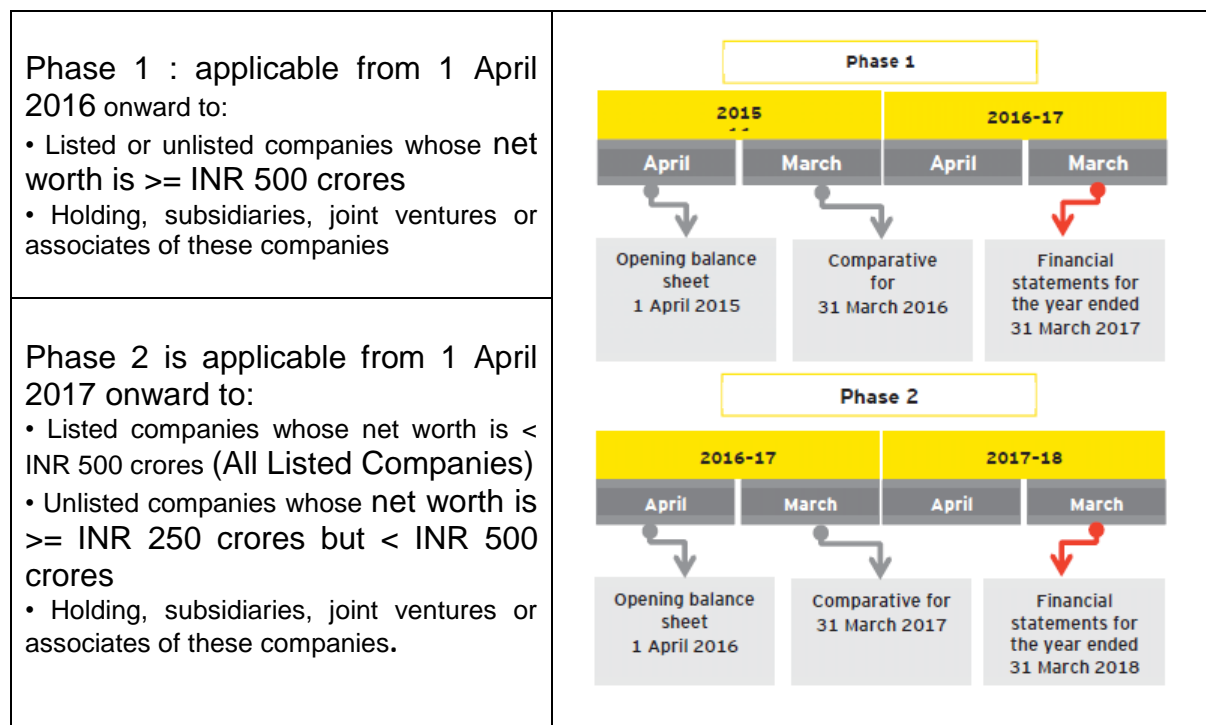 Phase 1 : applicable from 1 April
2016 onward to:
• Listed or unlisted companies whose net
worth is >= INR 500 crores
• Holding, subsidiaries, joint ventures or
associates of these companies
Phase 2 is applicable from 1 April
2017 onward to:
• Listed companies whose net worth is <
INR 500 crores (All Listed Companies)
• Unlisted companies whose net worth is
>= INR 250 crores but < INR 500
crores
• Holding, subsidiaries, joint ventures or
associates of these companies.
Phase 1
2015 2016-17
April March April March
Opening balance
sheet
1 April 2015
Comparative
for
31 March 2016
Financial
statements for
the year ended
31 March 2017
Phase 2
2016-17 2017-18
April March April March
Opening balance
sheet
1 April 2016
Comparative for
31 March 2017
Financial
statements for
the year ended
31 March 2018